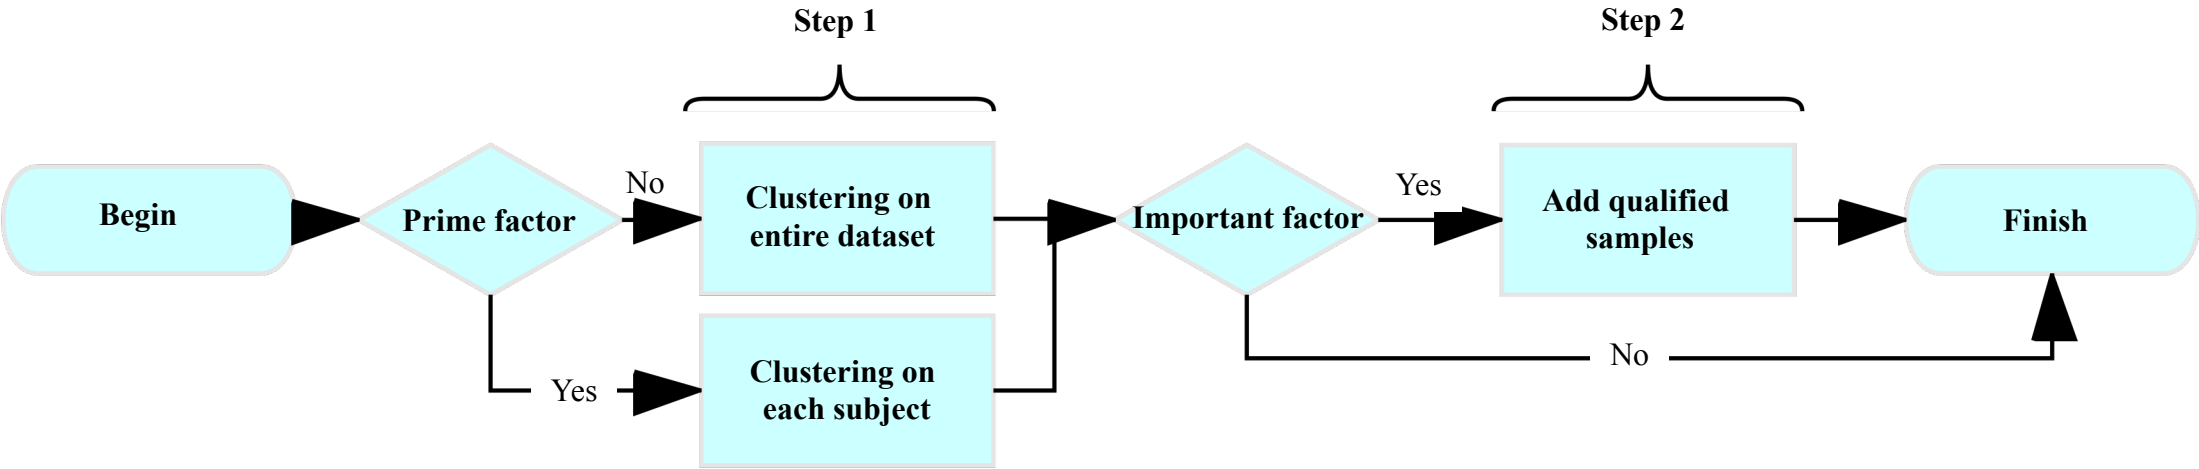 Step 1
Step 2
Begin
Prime factor
No
Clustering on
entire dataset
Yes
Clustering on
each subject
Important factor
Yes
Add qualified
samples
No
Finish